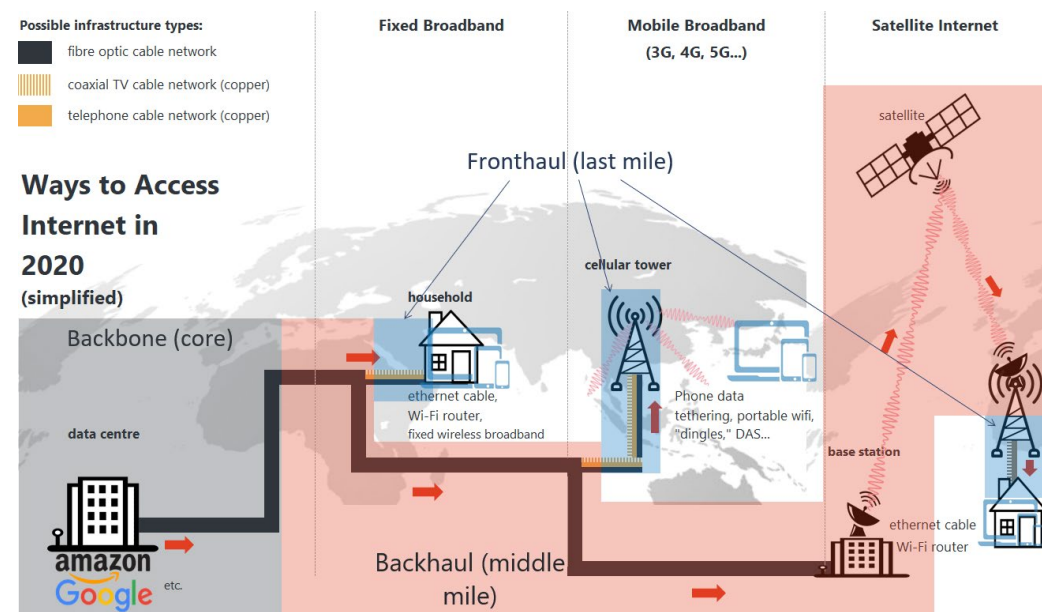 Possible infrastructure types:
fibre optic cable network
coaxial TV cable network (copper)
telephone cable network (copper)
Fixed Broadband
Mobile Broadband
(3G, 4G, 5G...)
Satellite Internet
Ways to Access
Internet in
2020
(simplified)
Fronthaul (last mile)
satellite
cellular tower
household
Backbone (core)
data centre
ethernet cable,
Wi-Fi router,
fixed wireless broadband
Phone data
tethering, portable wifi,
"dingles," DAS...
base station
ethernet cable
Wi-Fi router
Backhaul (middle
mile)
amazon
Google
etc.